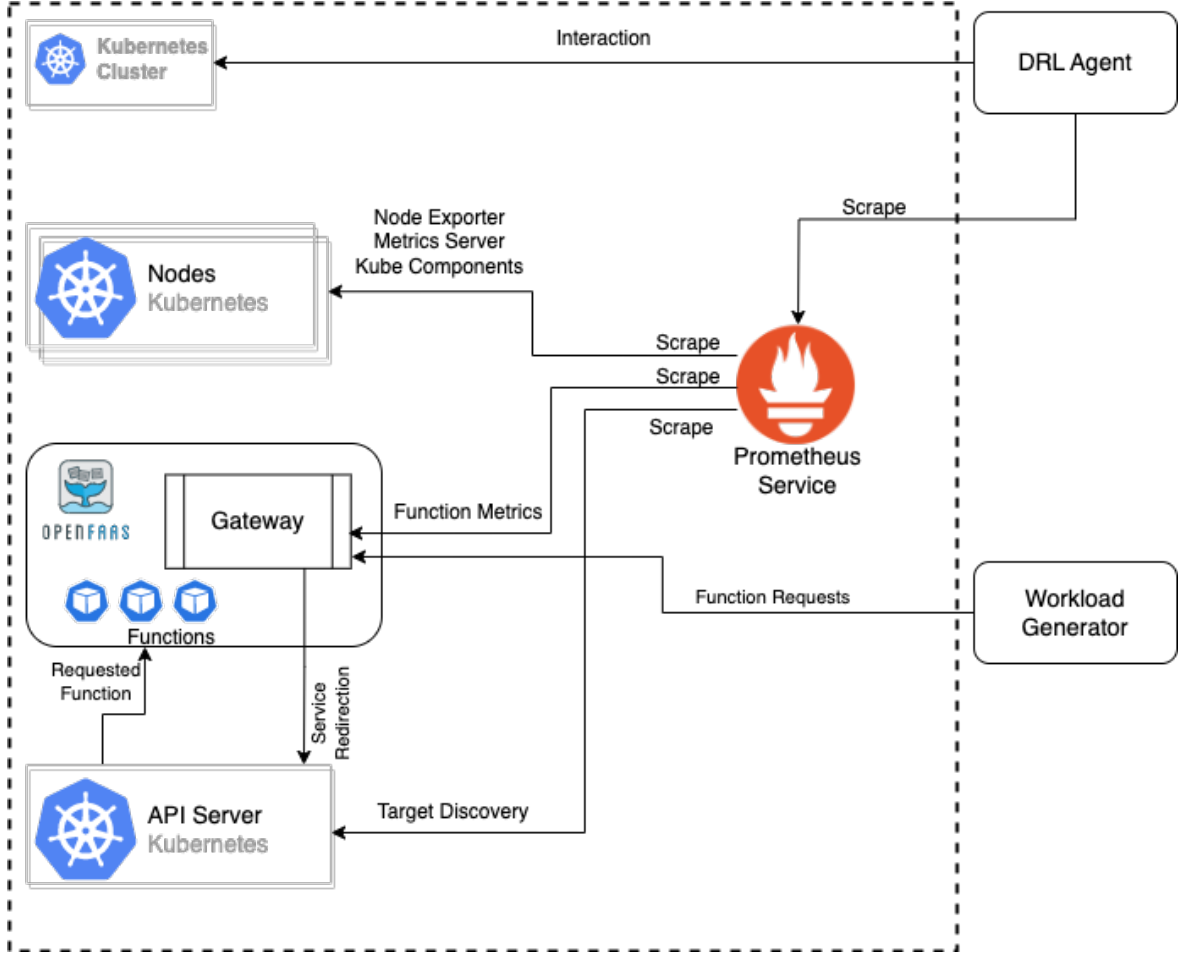 Kubernetes
Cluster
Interaction
DRL Agent
Scrape
Node Exporter
Metrics Server
Kube Components
Nodes
Kubernetes
Scrape
Scrape
Scrape
Prometheus
Service
OPENFAAS
Gateway
Function Metrics
Functions
Function Requests
Workload
Generator
Requested
Function
Service
Redirection
API Server
Kubernetes
Target Discovery